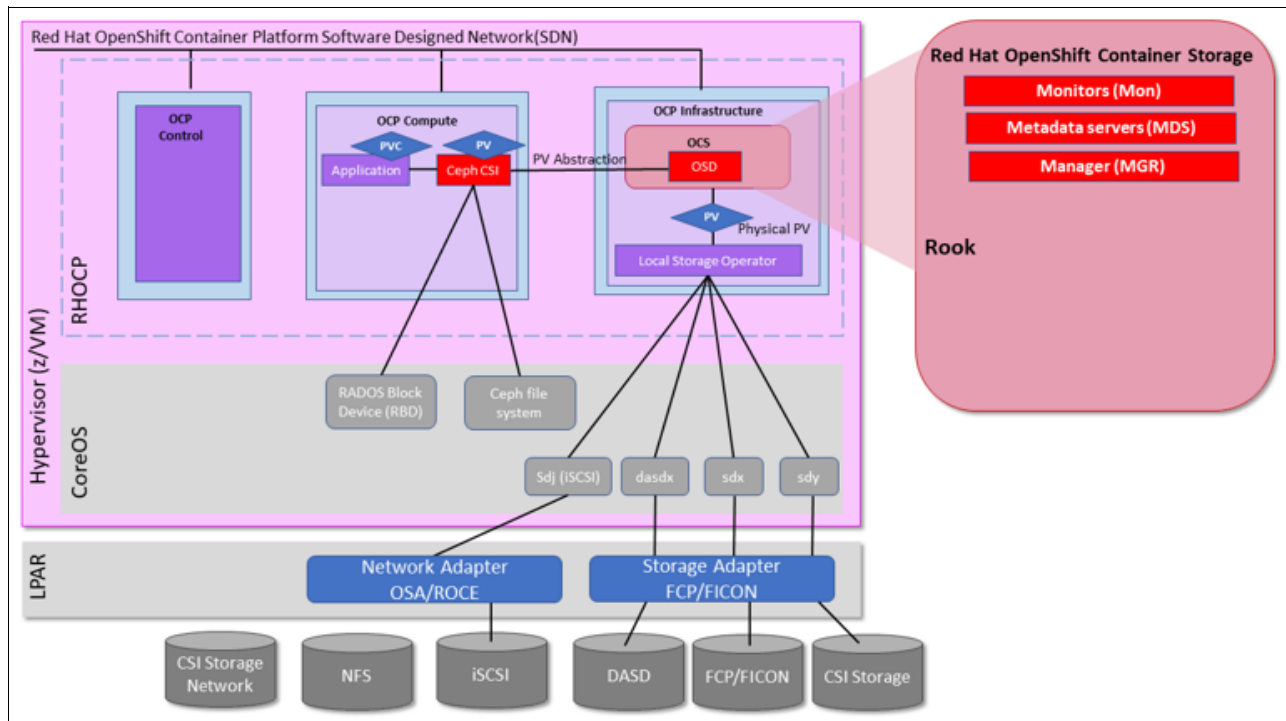 Red Hat OpenShift Container Platform Software Designed Network(SDN)
Red Hat OpenShift Container Storage
Monitors (Mon)
Metadata servers (MDS)
Manager (MGR)
Rook
Hypervisor (z/VM)
RHOCP
OCP
Control
OCP Compute
PVC
PV
Application
Ceph CSI
PV Abstraction
OCP Infrastructure
OCS
OSD
PV
Physical PV
Local Storage Operator
CoreOS
RADOS Block
Device (RBD)
Ceph file
system
Sdj (iSCSI)
dasdx
sdx
sdy
LPAR
Network Adapter
OSA/ROCE
Storage Adapter
FCP/FICON
CSI Storage
Network
NFS
iSCSI
DASD
FCP/FICON
CSI Storage